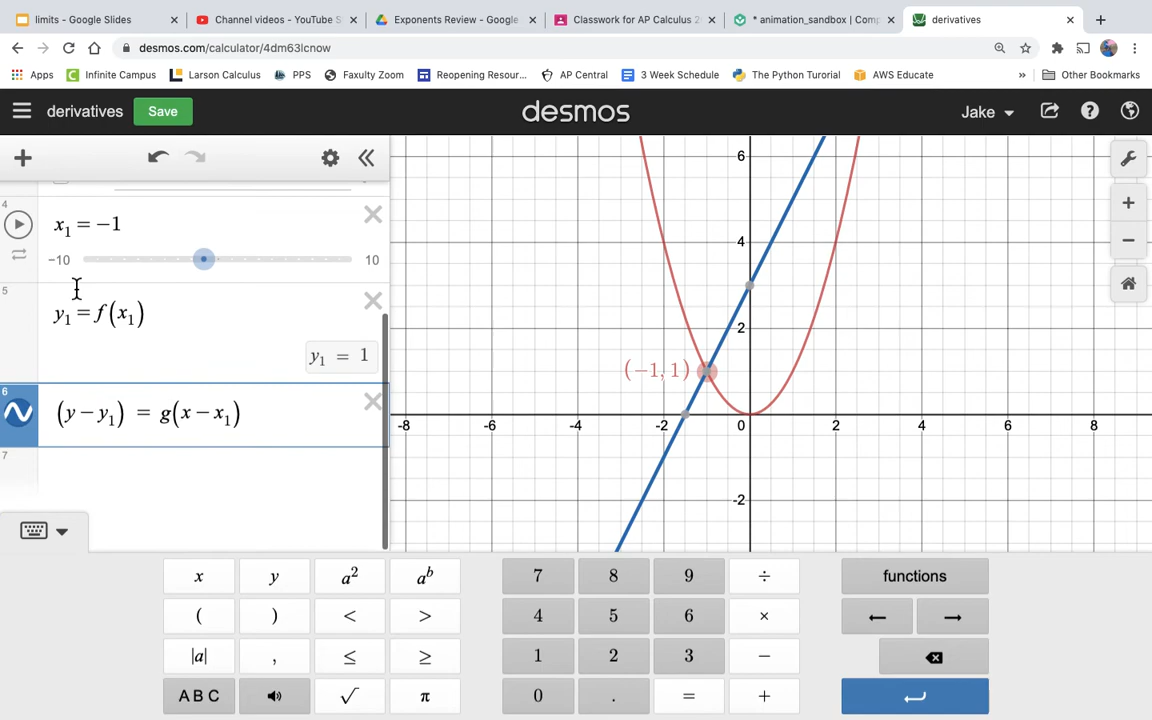 limits - Google Slides
Channel videos - YouTube S
Exponents Review - Google
Classwork for AP Calculus 2
* animation_sandbox | Comp
derivatives
desmos.com/calculator/4dm63lcnow
Apps
Infinite Campus
Larson Calculus
PPS
Faxulty Zoom
Reopening Resour...
AP Central
3 Week Schedule
The Python Turorial
AWS Educate
»
Other Bookmarks
derivatives
Save
desmos
Jake
4
x₁ = −1
−10
10
5
y₁ = f(x₁)
y₁ = 1
6
(y − y₁) = g(x − x₁)
7
6
4
2
-2
-8
-6
-4
-2
0
2
4
6
8
(−1, 1)
x y a² aᵇ 7 8 9 ÷ functions
( ) < > 4 5 6 × ← →
|a| , ≤ ≥ 1 2 3 −
A B C √ π 0 . = +